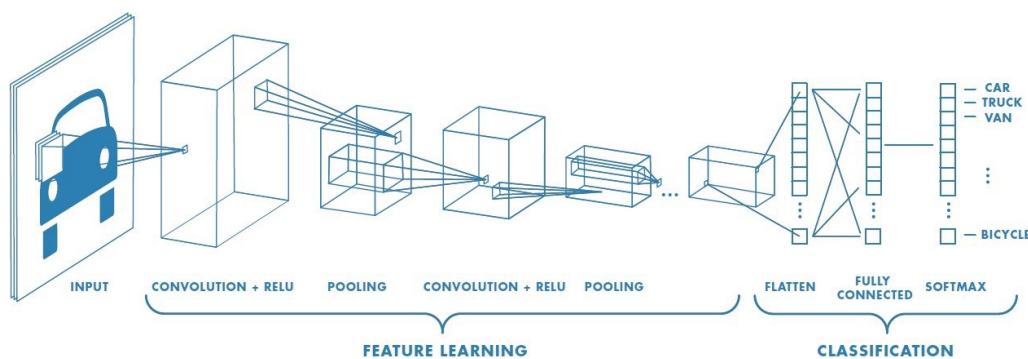 CAR
TRUCK
VAN
BICYCLE
INPUT
CONVOLUTION + RELU
POOLING
CONVOLUTION + RELU
POOLING
FLATTEN
FULLY
CONNECTED
SOFTMAX
FEATURE LEARNING
CLASSIFICATION